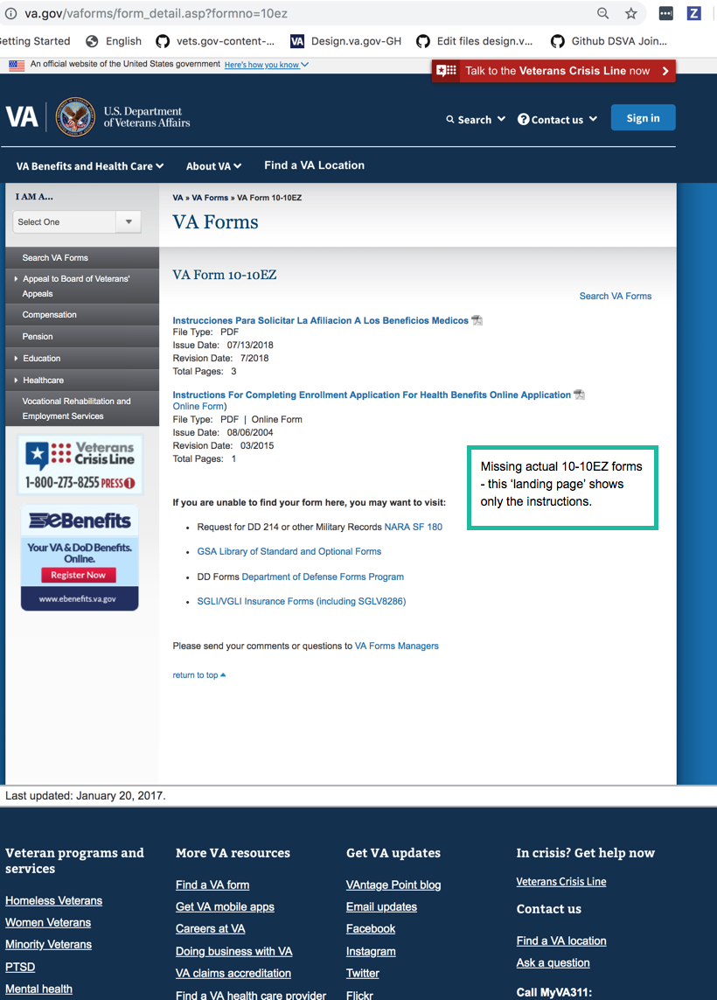 va.gov/vaforms/form_detail.asp?formno=10ez
Z
etting Started
English
vets.gov-content-...
VA
Design.va.gov-GH
Edit files design.v...
Github DSVA Join...
An official website of the United States government
Here's how you know
Talk to the Veterans Crisis Line now
VA
U.S. Department
of Veterans Affairs
Search
Contact us
Sign in
VA Benefits and Health Care
About VA
Find a VA Location
I AM A...
Select One
Search VA Forms
Appeal to Board of Veterans'
Appeals
Compensation
Pension
Education
Healthcare
Vocational Rehabilitation and
Employment Services
Veterans
Crisis Line
1-800-273-8255 PRESS 1
eBenefits
Your VA & DoD Benefits.
Online.
Register Now
www.ebenefits.va.gov
VA » VA Forms » VA Form 10-10EZ
VA Forms
VA Form 10-10EZ
Search VA Forms
Instrucciones Para Solicitar La Afiliacion A Los Beneficios Medicos
File Type: PDF
Issue Date: 07/13/2018
Revision Date: 7/2018
Total Pages: 3
Instructions For Completing Enrollment Application For Health Benefits Online Application
Online Form)
File Type: PDF | Online Form
Issue Date: 08/06/2004
Revision Date: 03/2015
Total Pages: 1
Missing actual 10-10EZ forms
- this 'landing page' shows
only the instructions.
If you are unable to find your form here, you may want to visit:
• Request for DD 214 or other Military Records NARA SF 180
• GSA Library of Standard and Optional Forms
• DD Forms Department of Defense Forms Program
• SGLI/VGLI Insurance Forms (including SGLV8286)
Please send your comments or questions to VA Forms Managers
return to top
Last updated: January 20, 2017.
Veteran programs and
services
Homeless Veterans
Women Veterans
Minority Veterans
PTSD
Mental health
More VA resources
Find a VA form
Get VA mobile apps
Careers at VA
Doing business with VA
VA claims accreditation
Find a VA health care provider
Get VA updates
VAntage Point blog
Email updates
Facebook
Instagram
Twitter
Flickr
In crisis? Get help now
Veterans Crisis Line
Contact us
Find a VA location
Ask a question
Call MyVA311: